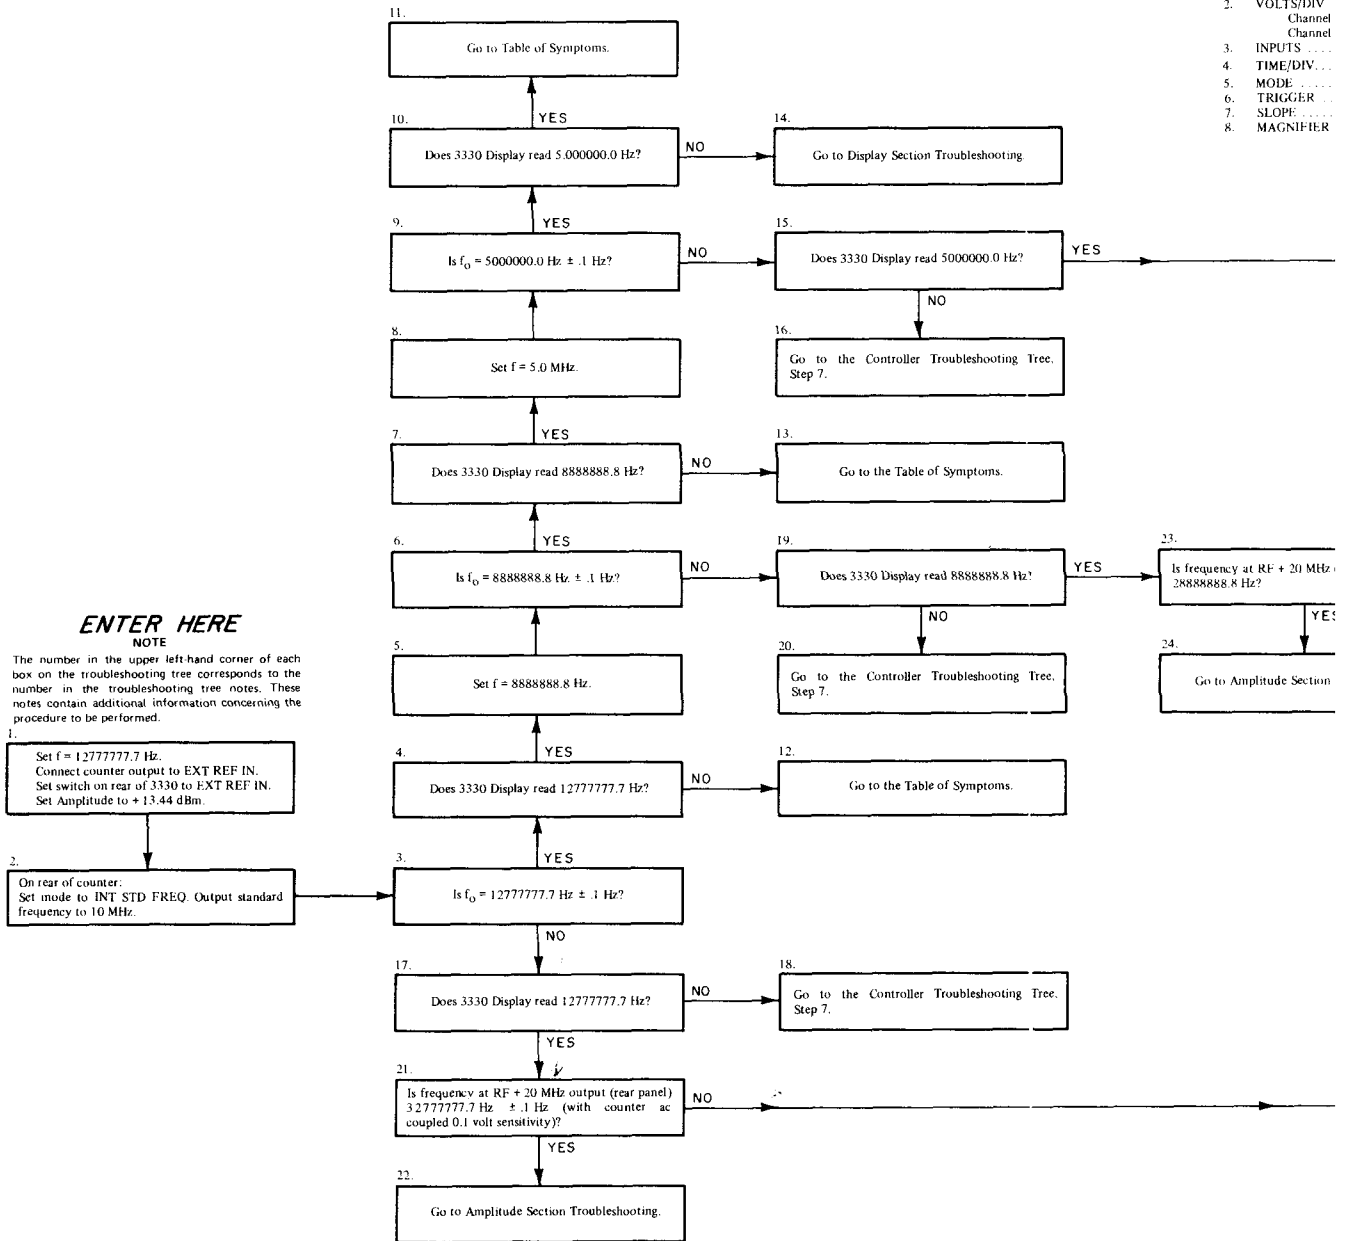 11.
Go to Table of Symptoms.
YES
10.
Does 3330 Display read 5.000000.0 Hz?
NO
14.
Go to Display Section Troubleshooting.
YES
9.
Is fo = 5000000.0 Hz ± .1 Hz?
NO
15.
Does 3330 Display read 5000000.0 Hz?
YES
NO
8.
Set f = 5.0 MHz.
16.
Go to the Controller Troubleshooting Tree,
Step 7.
YES
7.
Does 3330 Display read 8888888.8 Hz?
NO
13.
Go to the Table of Symptoms.
YES
6.
Is fo = 8888888.8 Hz ± .1 Hz?
NO
19.
Does 3330 Display read 8888888.8 Hz?
YES
23.
Is frequency at RF + 20 MHz
28888888.8 Hz?
NO
YES
5.
Set f = 8888888.8 Hz.
20.
Go to the Controller Troubleshooting Tree,
Step 7.
24.
Go to Amplitude Section
ENTER HERE
NOTE
The number in the upper left-hand corner of each
box on the troubleshooting tree corresponds to the
number in the troubleshooting tree notes. These
notes contain additional information concerning the
procedure to be performed.
1.
Set f = 12777777.7 Hz.
Connect counter output to EXT REF IN.
Set switch on rear of 3330 to EXT REF IN.
Set Amplitude to + 13.44 dBm.
YES
4.
Does 3330 Display read 12777777.7 Hz?
NO
12.
Go to the Table of Symptoms.
YES
2.
On rear of counter:
Set mode to INT STD FREQ. Output standard
frequency to 10 MHz.
3.
Is fo = 12777777.7 Hz ± .1 Hz?
NO
17.
Does 3330 Display read 12777777.7 Hz?
NO
18.
Go to the Controller Troubleshooting Tree,
Step 7.
YES
21.
Is frequency at RF + 20 MHz output (rear panel)
32777777.7 Hz ± .1 Hz (with counter ac
coupled 0.1 volt sensitivity)?
NO
YES
22.
Go to Amplitude Section Troubleshooting.
2. VOLTS/DIV
Channel
Channel
3. INPUTS ....
4. TIME/DIV...
5. MODE .....
6. TRIGGER ..
7. SLOPE .....
8. MAGNIFIER